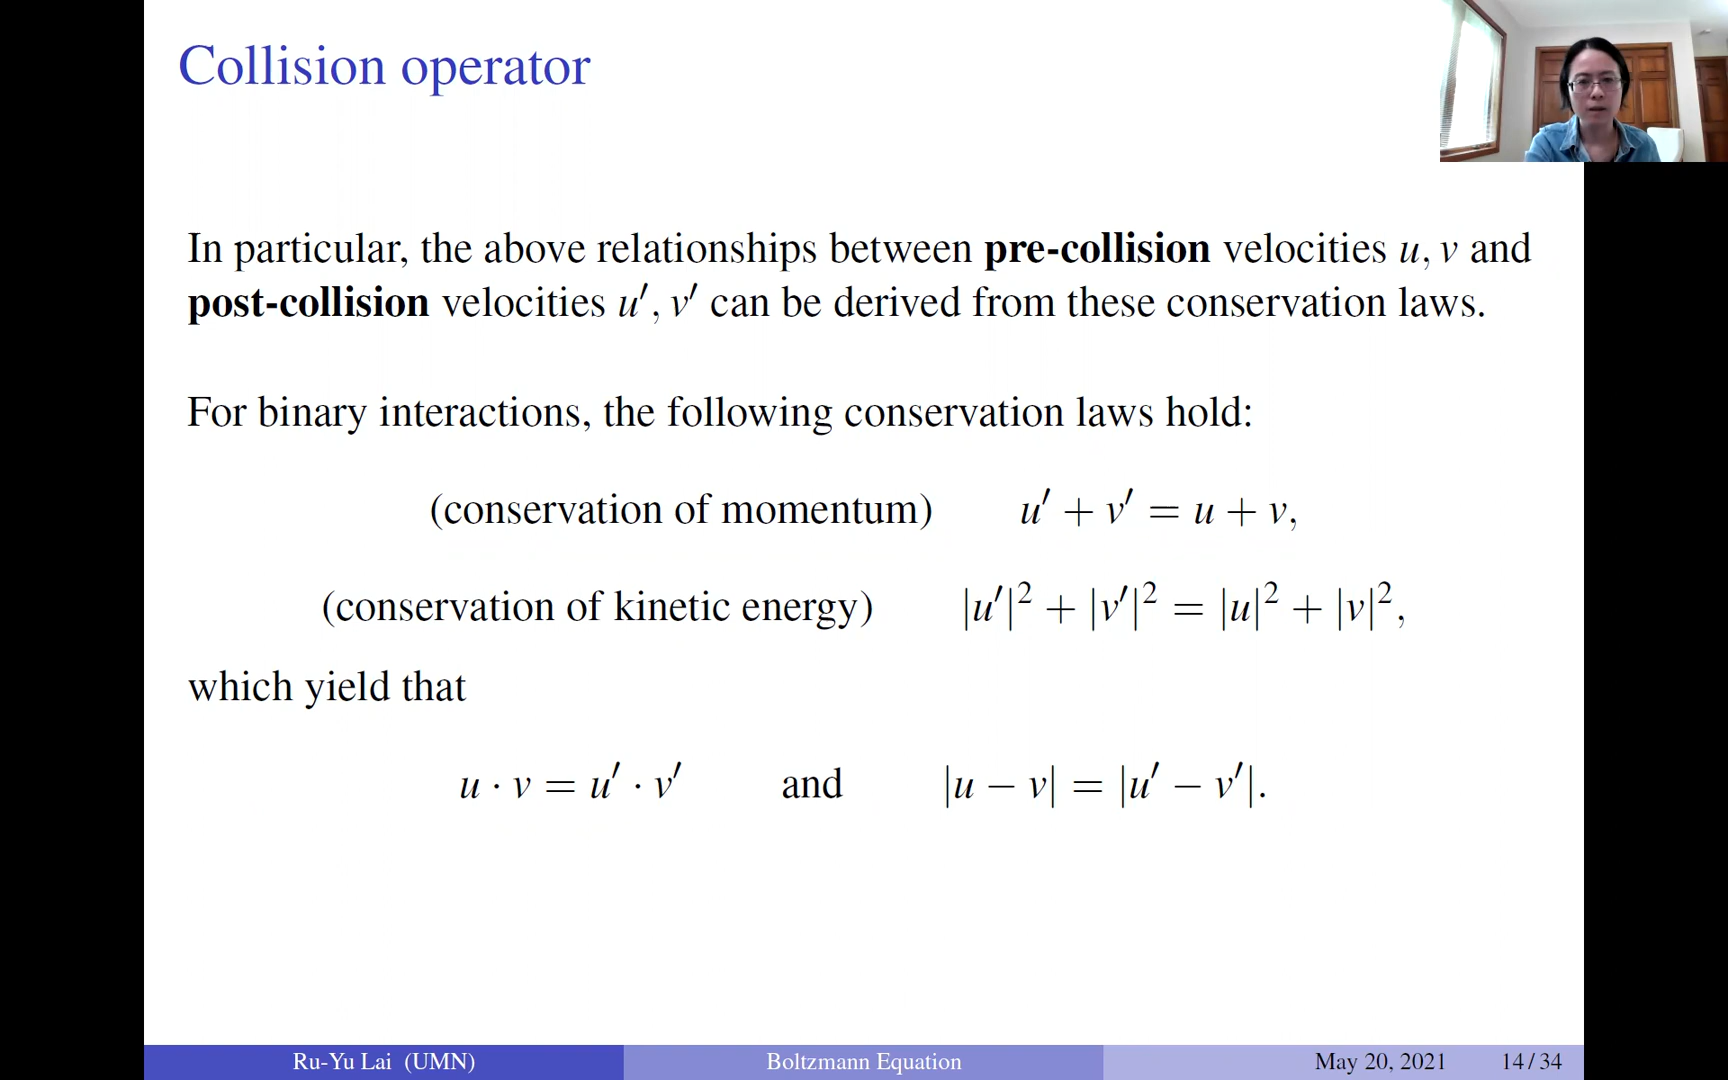 Collision operator
In particular, the above relationships between pre-collision velocities u, v and
post-collision velocities u′, v′ can be derived from these conservation laws.
For binary interactions, the following conservation laws hold:
(conservation of momentum) u′ + v′ = u + v,
(conservation of kinetic energy) |u′|² + |v′|² = |u|² + |v|²,
which yield that
u · v = u′ · v′ and |u − v| = |u′ − v′|.
Ru-Yu Lai (UMN) Boltzmann Equation May 20, 2021 14 / 34